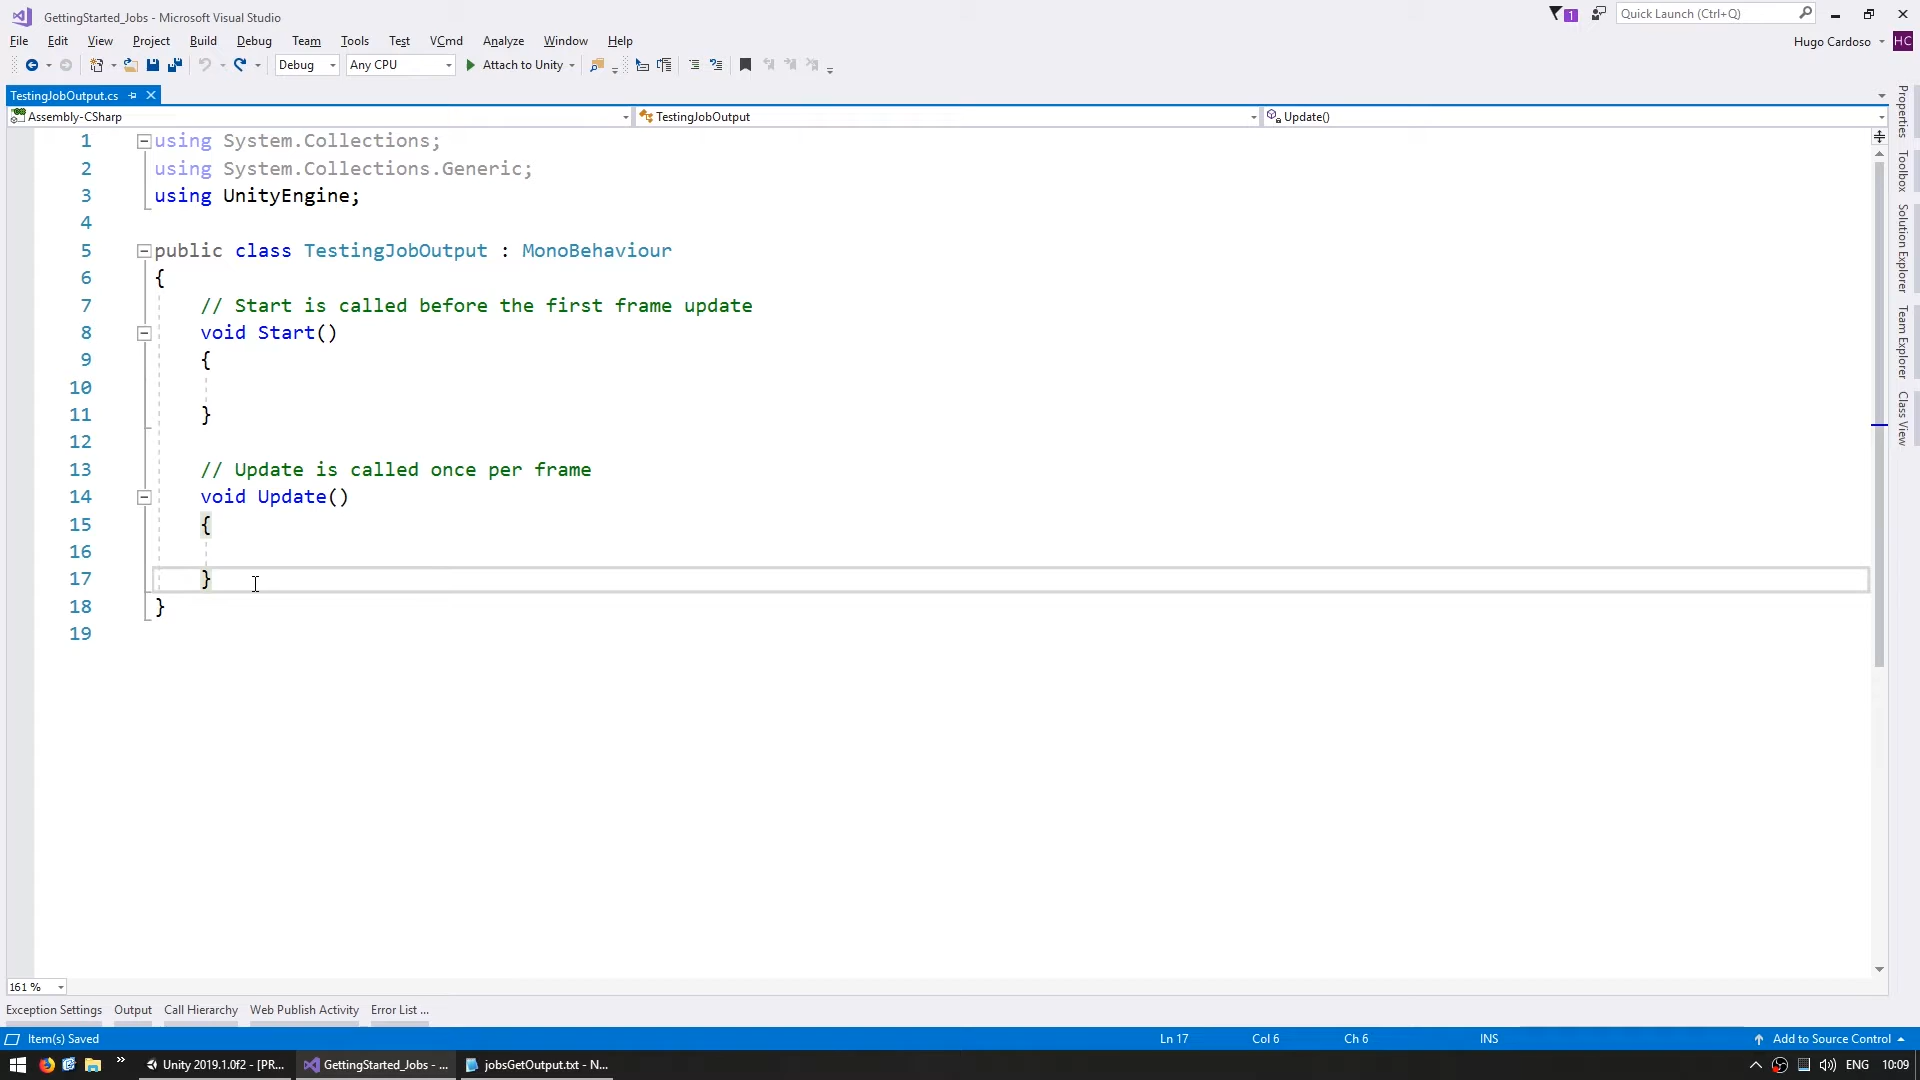 GettingStarted_Jobs - Microsoft Visual Studio
1
Quick Launch (Ctrl+Q)
File Edit View Project Build Debug Team Tools Test VCmd Analyze Window Help
Hugo Cardoso HC
Debug Any CPU Attach to Unity
TestingJobOutput.cs
Assembly-CSharp TestingJobOutput Update()
1 using System.Collections;
2 using System.Collections.Generic;
3 using UnityEngine;
4
5 public class TestingJobOutput : MonoBehaviour
6 {
7 // Start is called before the first frame update
8 void Start()
9 {
10
11 }
12
13 // Update is called once per frame
14 void Update()
15 {
16
17 }
18 }
19
Properties
Toolbox
Solution Explorer
Team Explorer
Class View
161 %
Exception Settings Output Call Hierarchy Web Publish Activity Error List ...
Item(s) Saved Ln 17 Col 6 Ch 6 INS Add to Source Control
Unity 2019.1.0f2 - [PR... GettingStarted_Jobs - ... jobsGetOutput.txt - N... ENG 10:09